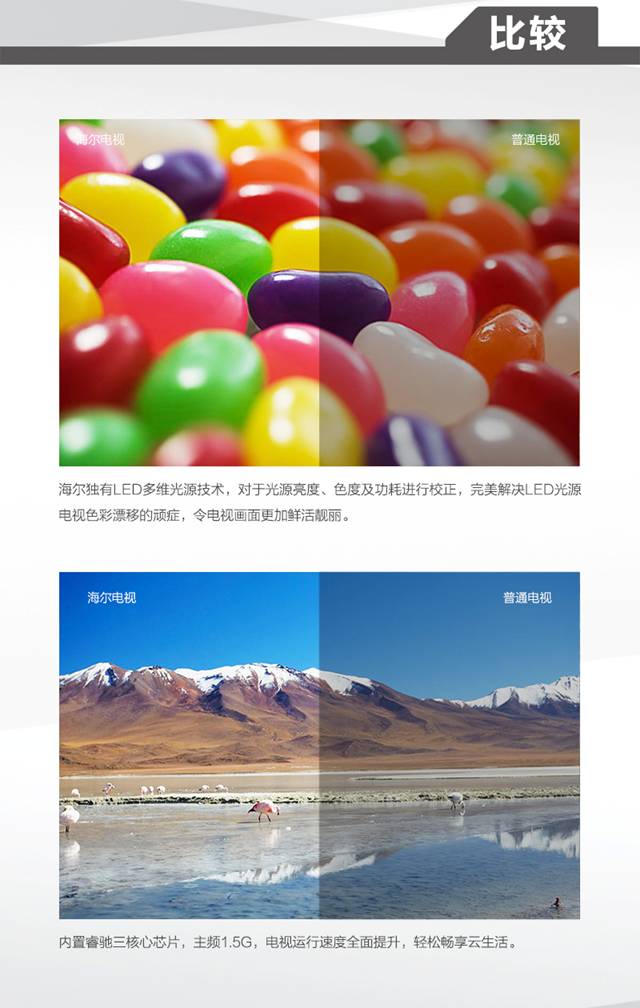 比较
海尔电视
普通电视
海尔独有LED多维光源技术，对于光源亮度、色度及功耗进行校正，完美解决LED光源
电视色彩漂移的顽症，令电视画面更加鲜活靓丽。
海尔电视
普通电视
内置睿驰三核心芯片，主频1.5G，电视运行速度全面提升，轻松畅享云生活。